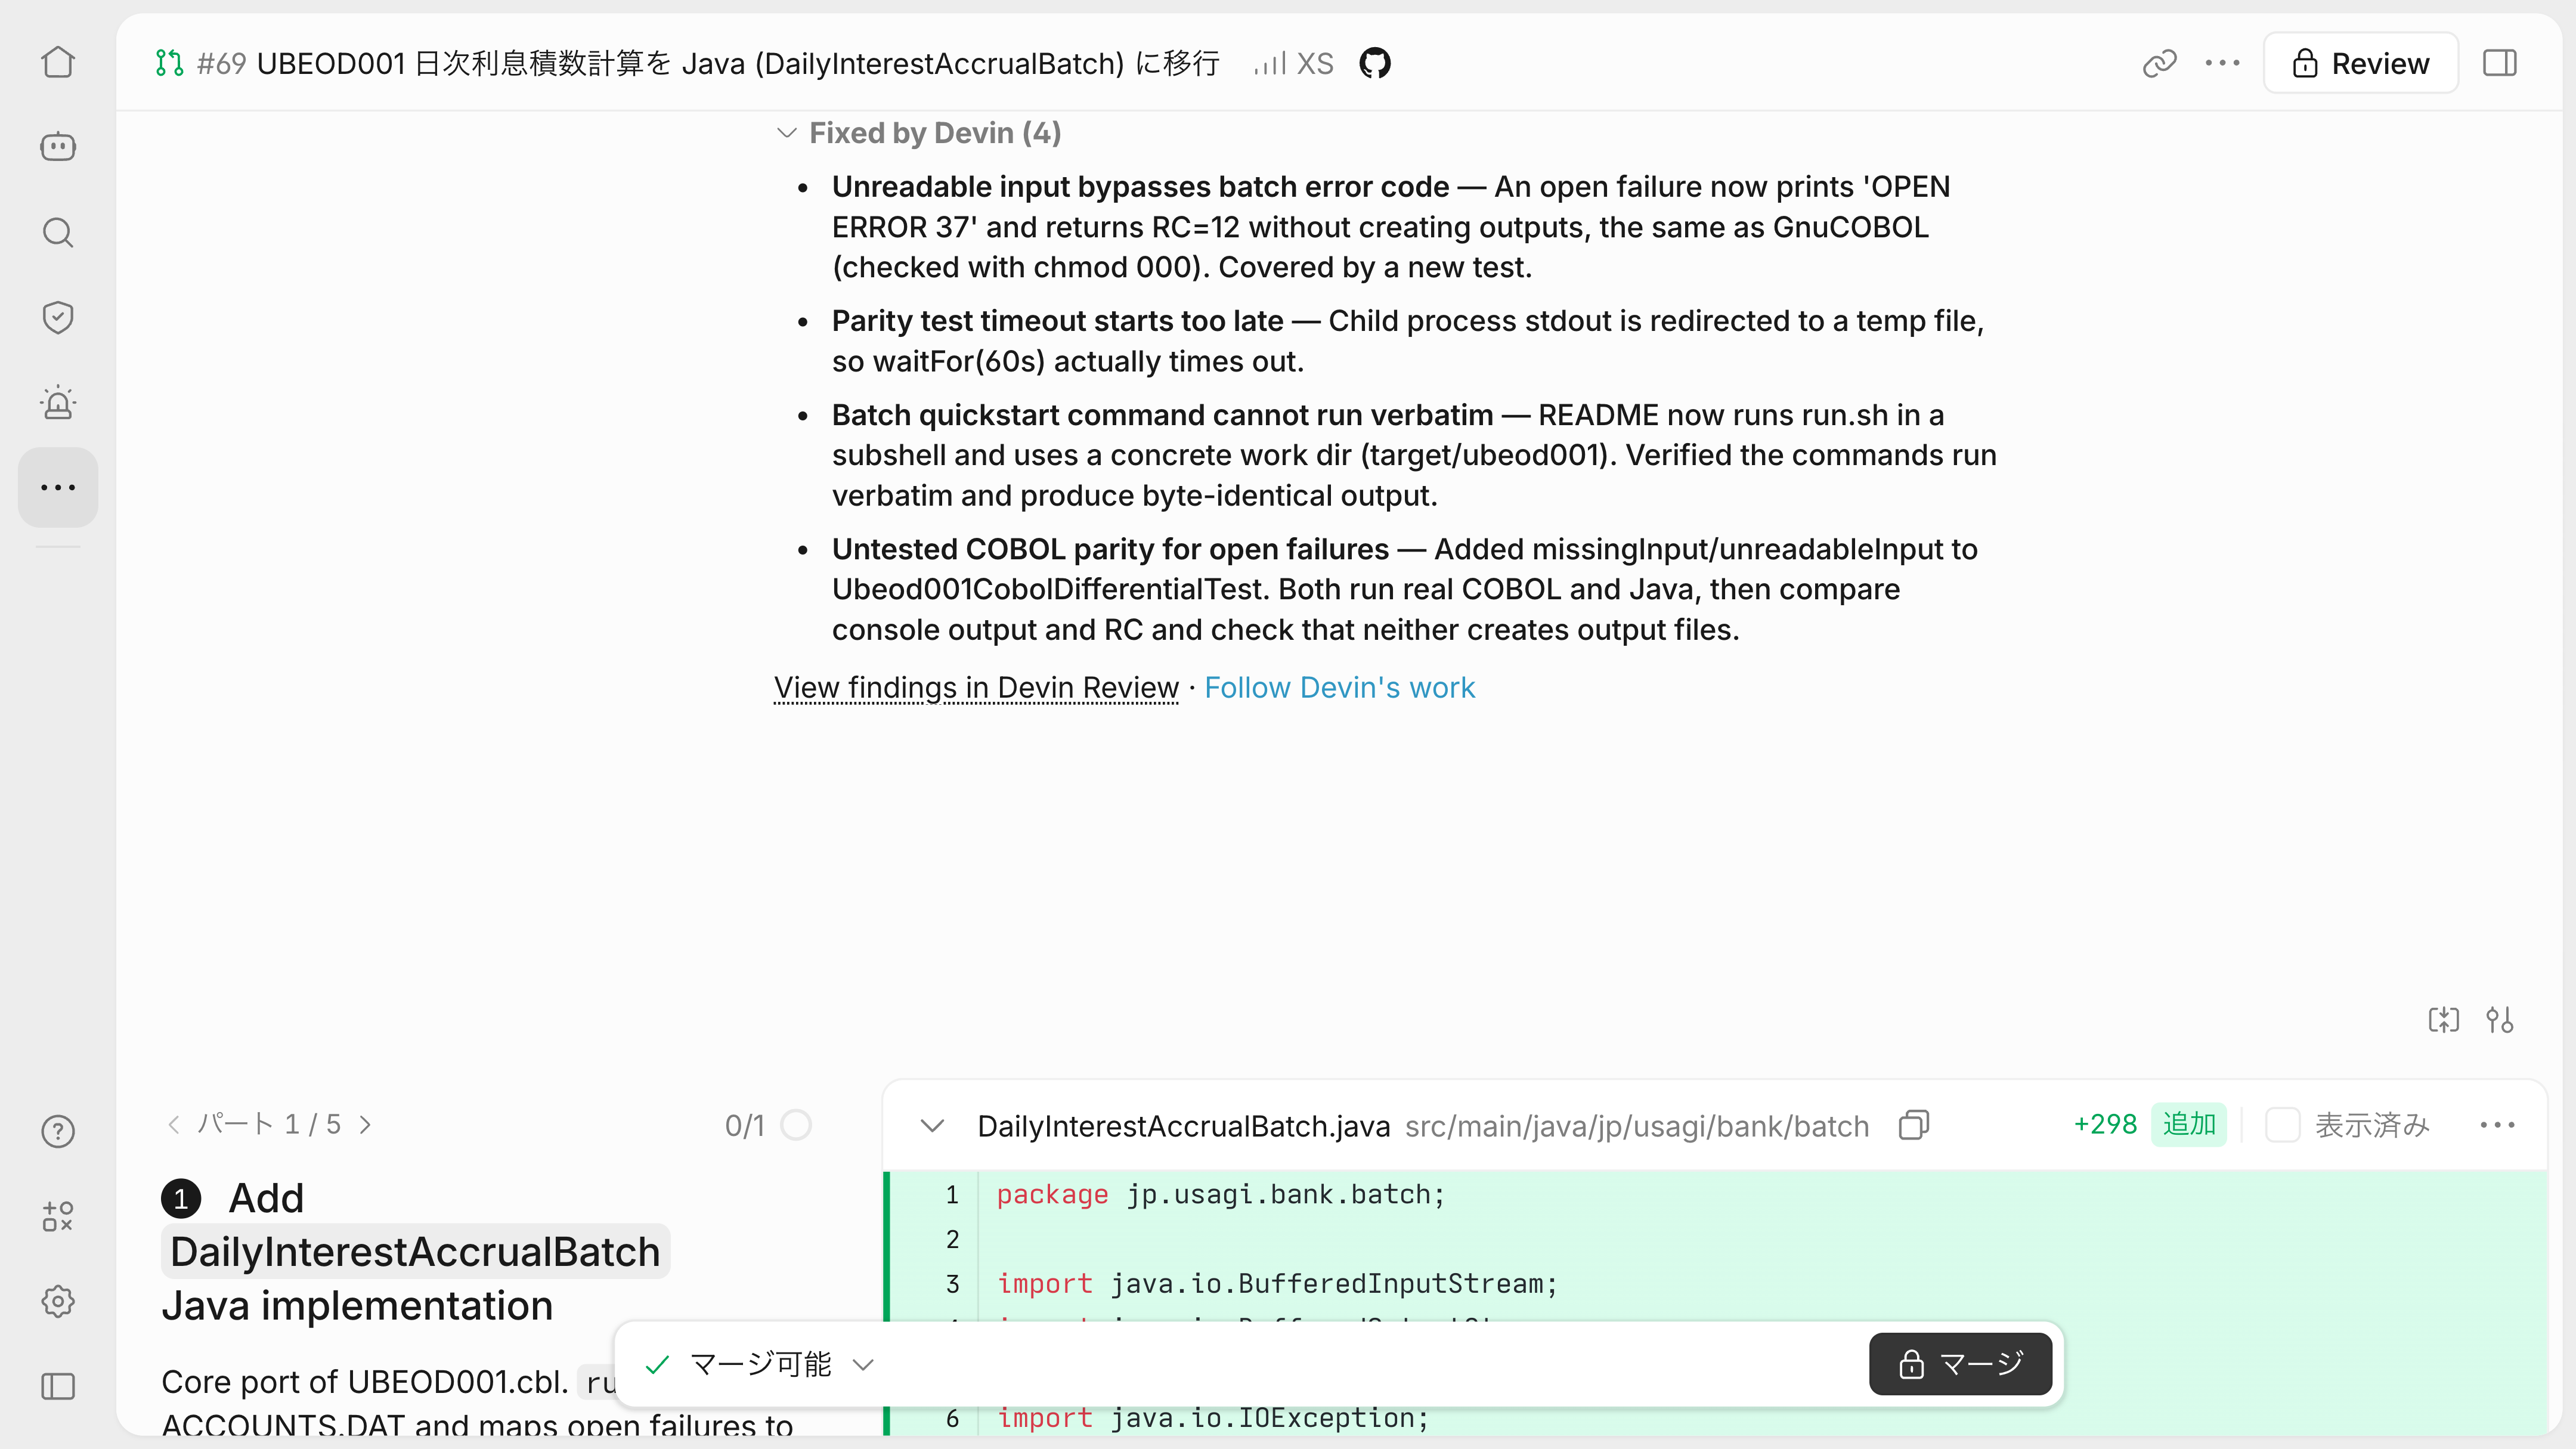 #69 UBEOD001 日次利息積数計算を Java (DailyInterestAccrualBatch) に移行 XS
Review
Fixed by Devin (4)
• Unreadable input bypasses batch error code — An open failure now prints 'OPEN
ERROR 37' and returns RC=12 without creating outputs, the same as GnuCOBOL
(checked with chmod 000). Covered by a new test.
• Parity test timeout starts too late — Child process stdout is redirected to a temp file,
so waitFor(60s) actually times out.
• Batch quickstart command cannot run verbatim — README now runs run.sh in a
subshell and uses a concrete work dir (target/ubeod001). Verified the commands run
verbatim and produce byte-identical output.
• Untested COBOL parity for open failures — Added missingInput/unreadableInput to
Ubeod001CobolDifferentialTest. Both run real COBOL and Java, then compare
console output and RC and check that neither creates output files.
View findings in Devin Review · Follow Devin's work
パート 1 / 5
0/1
1 Add
DailyInterestAccrualBatch
Java implementation
Core port of UBEOD001.cbl. ru
ACCOUNTS.DAT and maps open failures to
DailyInterestAccrualBatch.java src/main/java/jp/usagi/bank/batch
+298 追加 表示済み
1 package jp.usagi.bank.batch;
2
3 import java.io.BufferedInputStream;
6 import java.io.IOException;
マージ可能
マージ